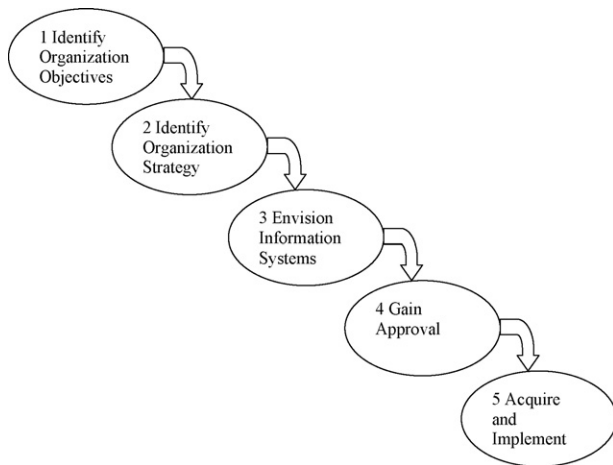 1 Identify
Organization
Objectives
2 Identify
Organization
Strategy
3 Envision
Information
Systems
4 Gain
Approval
5 Acquire
and
Implement